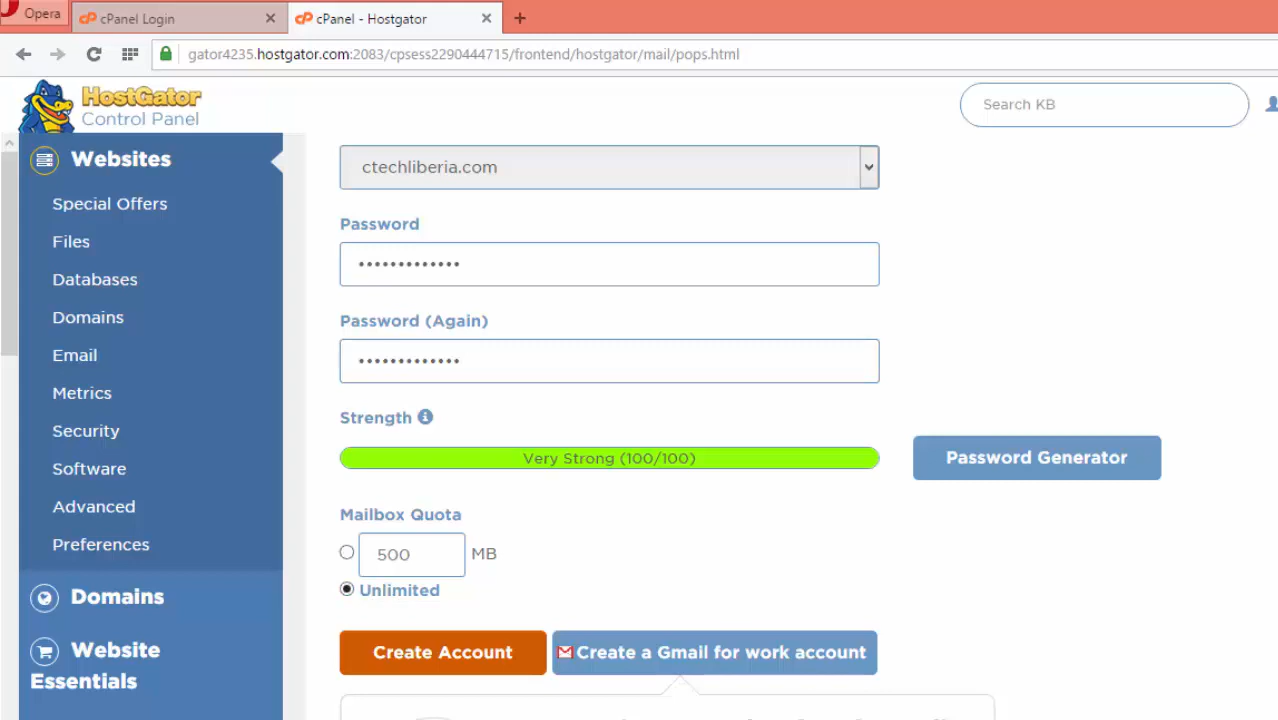 Opera
cPanel Login
cPanel - Hostgator
gator4235.hostgator.com:2083/cpsess2290444715/frontend/hostgator/mail/pops.html
HostGator
Control Panel
Search KB
Websites
Special Offers
Files
Databases
Domains
Email
Metrics
Security
Software
Advanced
Preferences
Domains
Website
Essentials
ctechliberia.com
Password
•••••••••••••
Password (Again)
•••••••••••••
Strength
Very Strong (100/100)
Password Generator
Mailbox Quota
500 MB
Unlimited
Create Account
Create a Gmail for work account